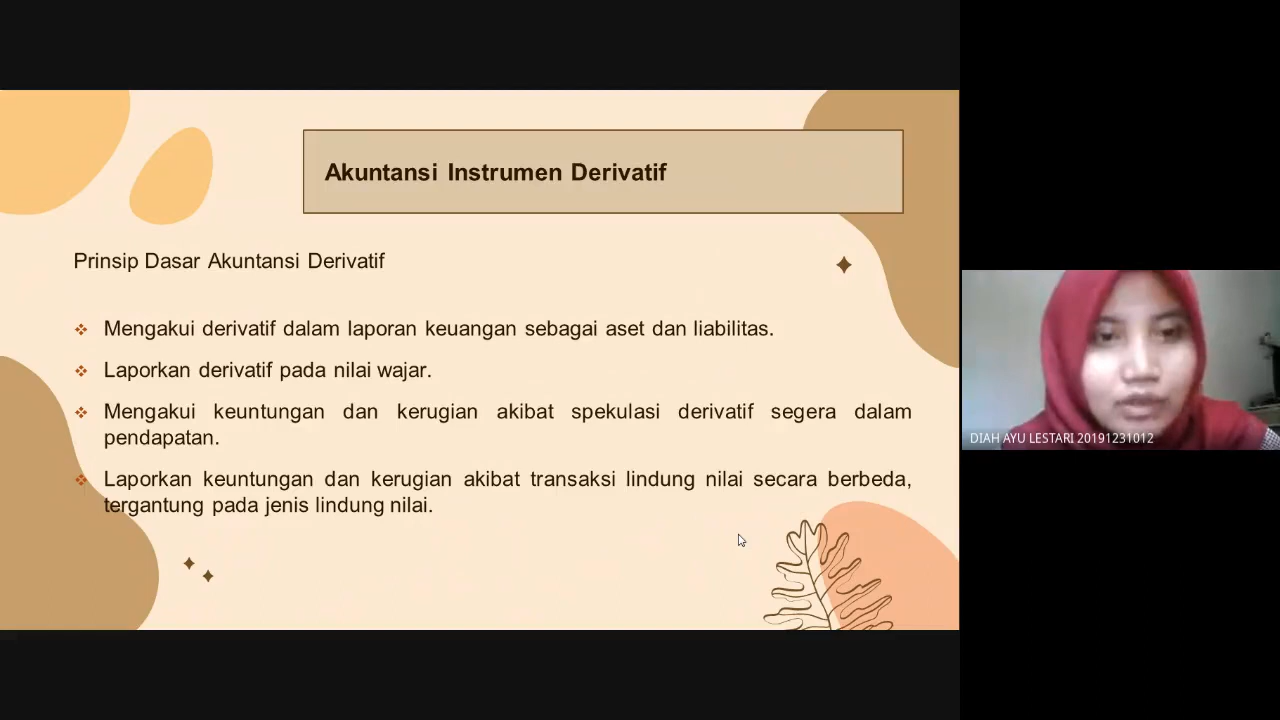 Akuntansi Instrumen Derivatif
Prinsip Dasar Akuntansi Derivatif
❖ Mengakui derivatif dalam laporan keuangan sebagai aset dan liabilitas.
❖ Laporkan derivatif pada nilai wajar.
❖ Mengakui keuntungan dan kerugian akibat spekulasi derivatif segera dalam
pendapatan.
❖ Laporkan keuntungan dan kerugian akibat transaksi lindung nilai secara berbeda,
tergantung pada jenis lindung nilai.
DIAH AYU LESTARI 20191231012